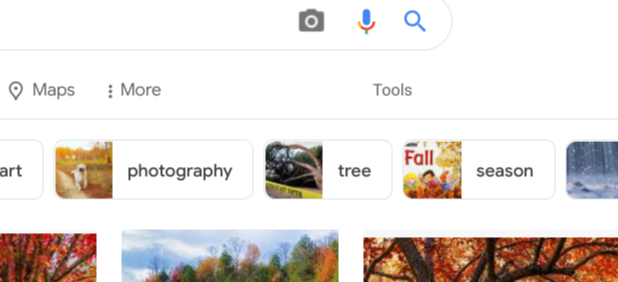 Maps More Tools
art photography tree season
Fall